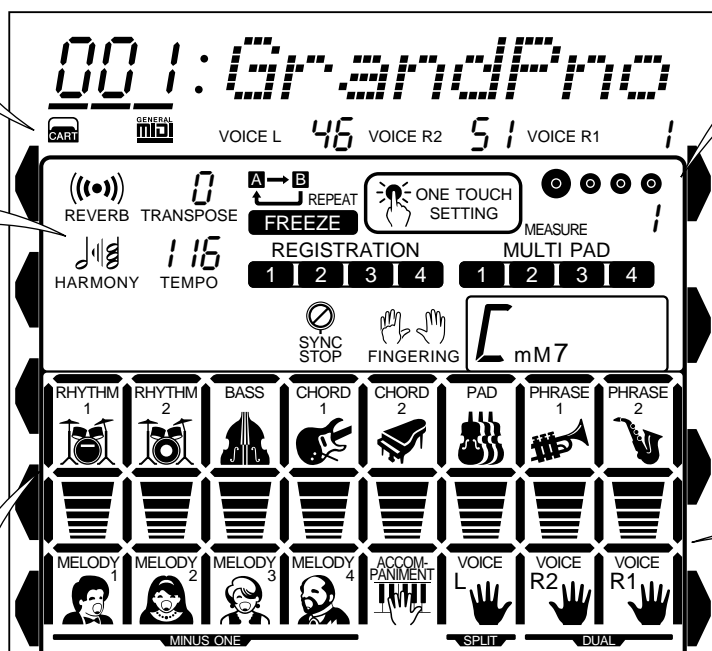 001:GrandPno
CART GENERAL MIDI VOICE L 46 VOICE R2 51 VOICE R1 1
REVERB 0 TRANSPOSE A B REPEAT FREEZE ONE TOUCH SETTING MEASURE 1
HARMONY 116 TEMPO REGISTRATION 1 2 3 4 MULTI PAD 1 2 3 4
SYNC STOP FINGERING C mM7
RHYTHM 1 RHYTHM 2 BASS CHORD 1 CHORD 2 PAD PHRASE 1 PHRASE 2
MELODY 1 MELODY 2 MELODY 3 MELODY 4 ACCOM-PANIMENT VOICE L VOICE R2 VOICE R1
MINUS ONE SPLIT DUAL